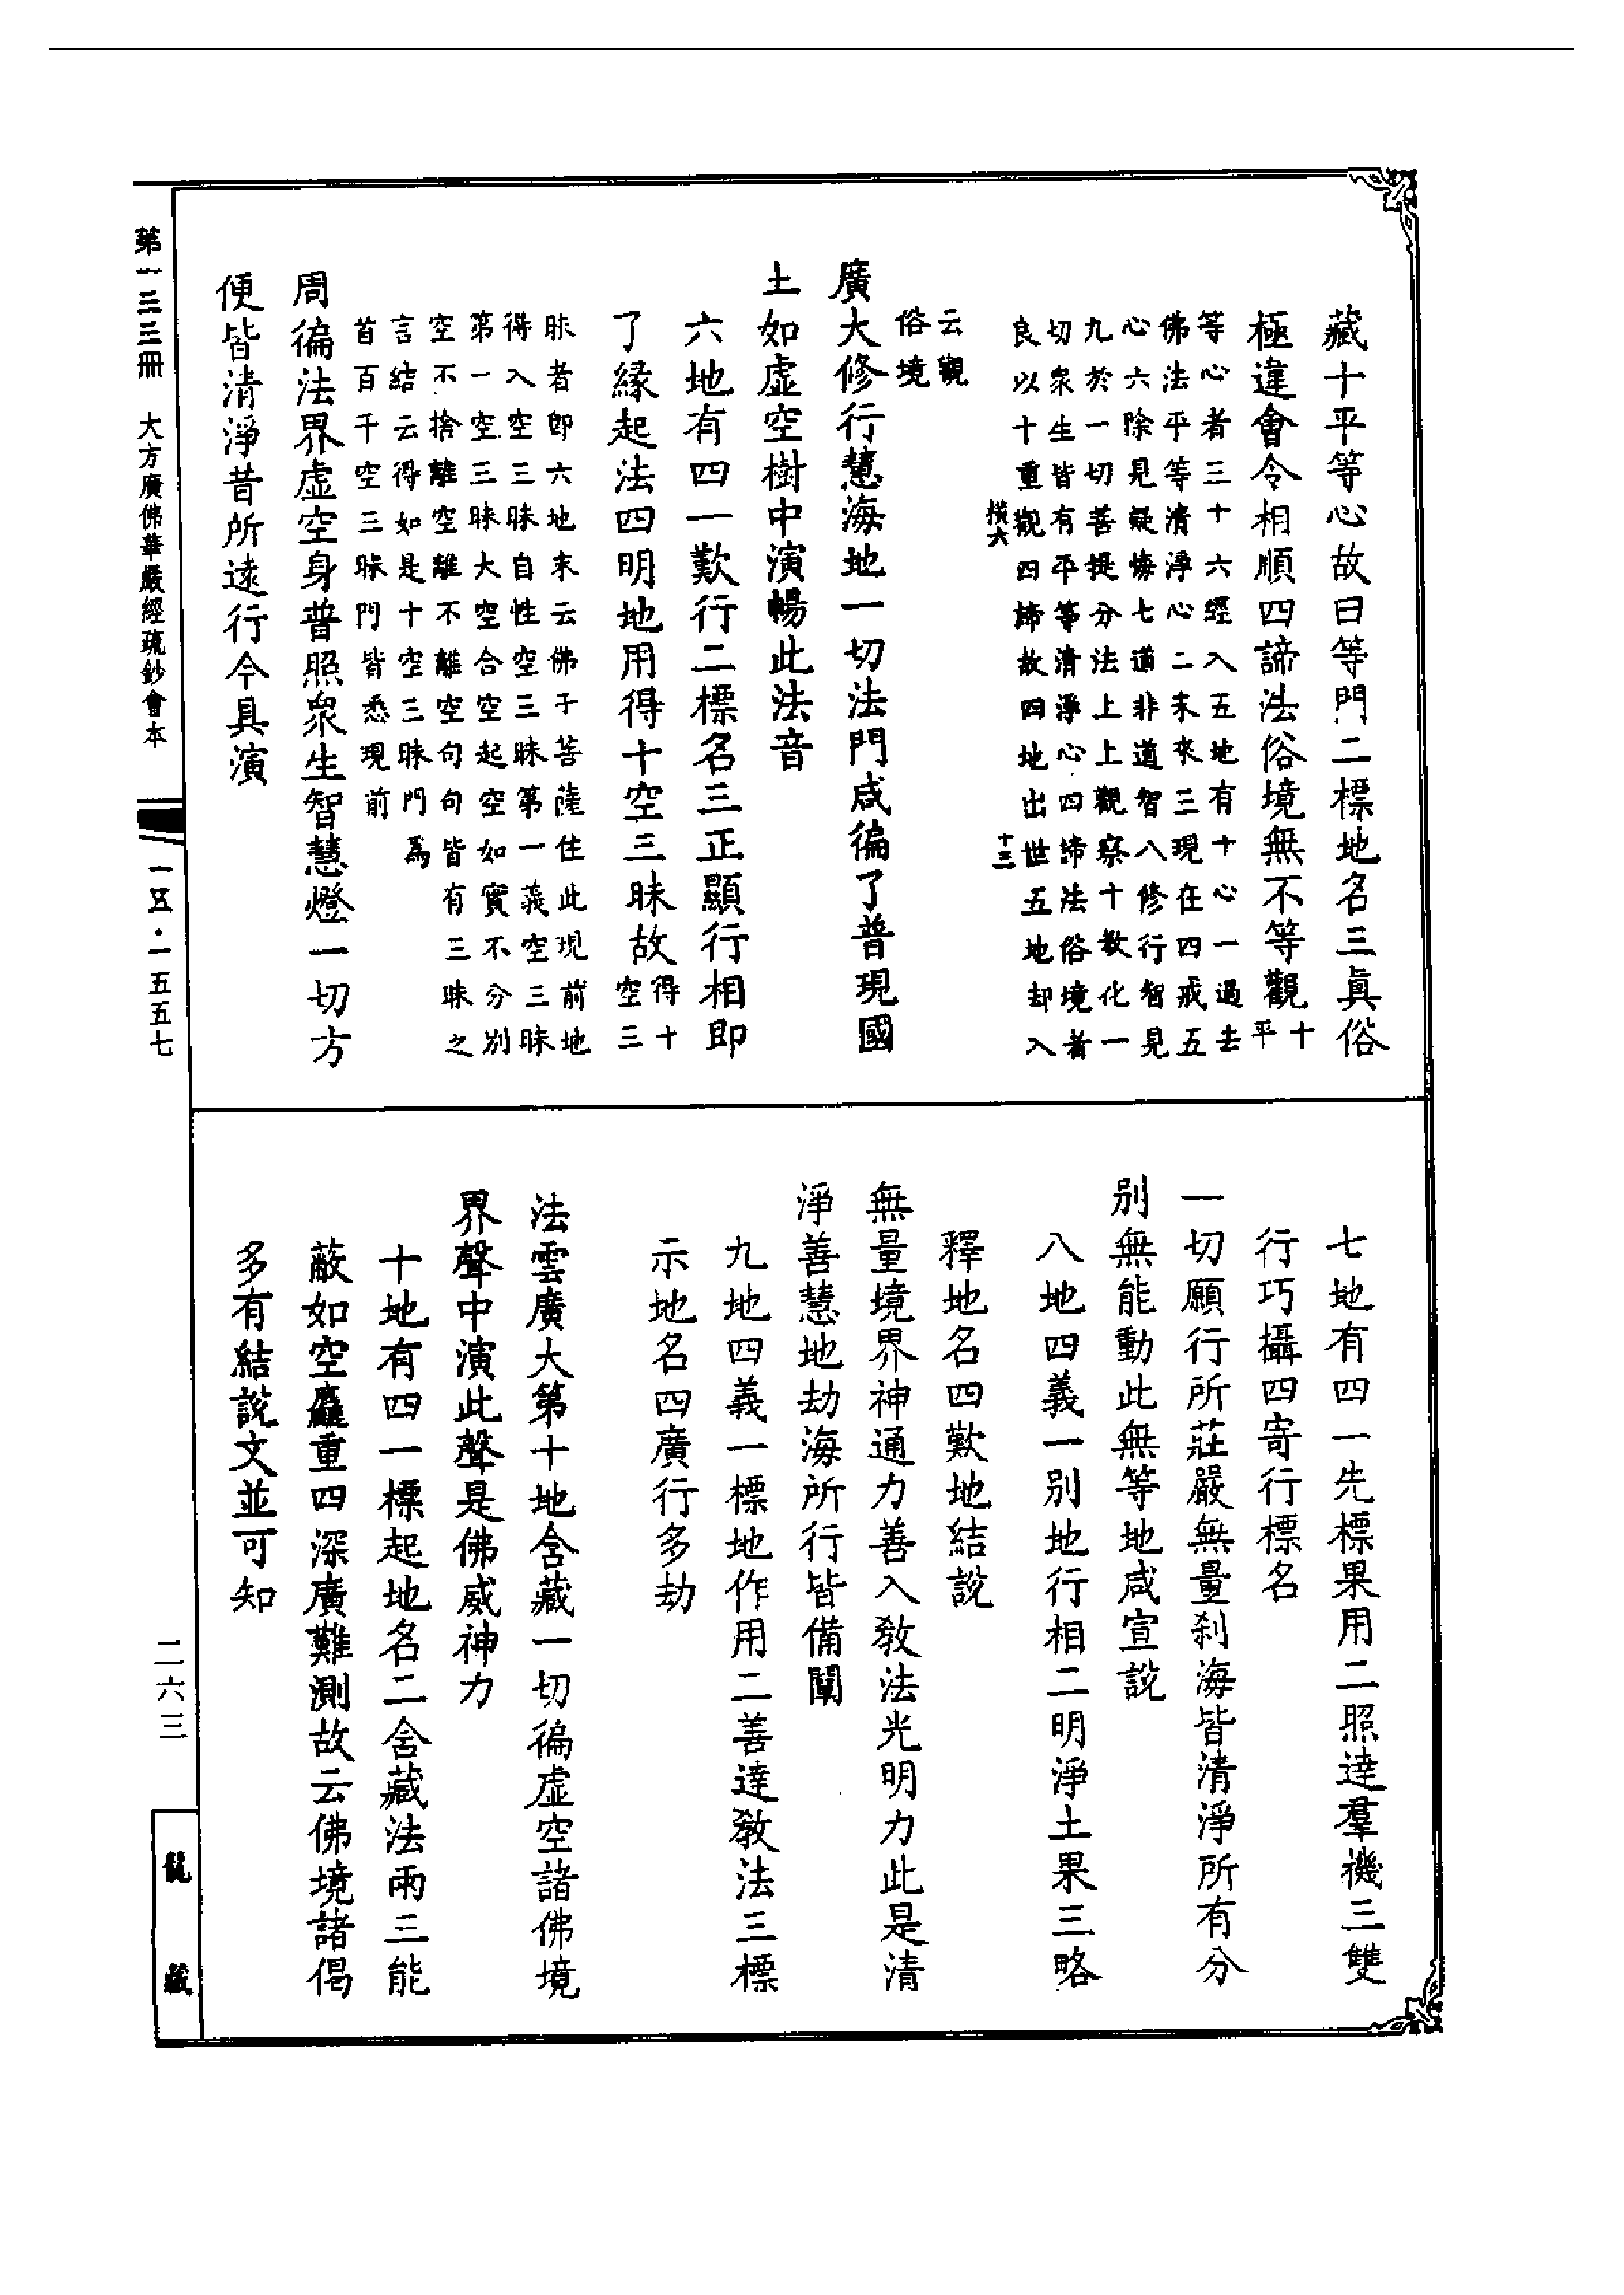 藏十平等心故曰等門二標地名三眞俗
極違會令相順四諦法俗境無不等觀十平
等心者三十六經入五地有十心一過去
佛法平等清淨心二未來三現在四戒五
心六除見疑悔七道非道智八修行智見
九於一切菩提分法上上觀察十教化一
切衆生皆有平等清淨心四諦法俗境者
良以十重觀四諦故四地出世五地却入
橫六
十三
云觀
俗境
廣大修行慧海地一切法門咸徧了普現國
土如虛空樹中演暢此法音
六地有四一歎行二標名三正顯行相即
了緣起法四明地用得十空三昧故得十空三
昧者即六地末云佛子菩薩住此現前地
得入空三昧自性空三昧第一義空三昧
第一空三昧大空合空起空如實不分別
空不捨離空離不離空句句皆有三昧之
言結云得如是十空三昧門爲
首百千空三昧門皆悉現前
周徧法界虛空身普照衆生智慧燈一切方
便皆清淨昔所遠行今具演
七地有四一先標果用二照達羣機三雙
行巧攝四寄行標名
一切願行所莊嚴無量刹海皆清淨所有分
別無能動此無等地咸宣說
八地四義一別地行相二明淨土果三略
釋地名四歎地結說
無量境界神通力善入教法光明力此是清
淨善慧地劫海所行皆備闡
九地四義一標地作用二善達教法三標
示地名四廣行多劫
法雲廣大第十地含藏一切徧虛空諸佛境
界聲中演此聲是佛威神力
十地有四一標起地名二含藏法雨三能
蔽如空麤重四深廣難測故云佛境諸偈
多有結說文並可知
第一三三冊 大方廣佛華嚴經疏鈔會本
一五·一五五七
二六三
龍藏